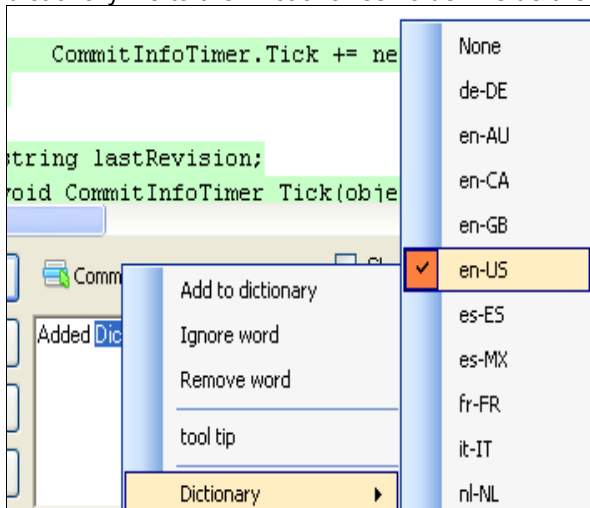 CommitInfoTimer.Tick += ne
string lastRevision;
void CommitInfoTimer_Tick(obje
Comm
Added Dic
Add to dictionary
Ignore word
Remove word
tool tip
Dictionary
None
de-DE
en-AU
en-CA
en-GB
en-US
es-ES
es-MX
fr-FR
it-IT
nl-NL